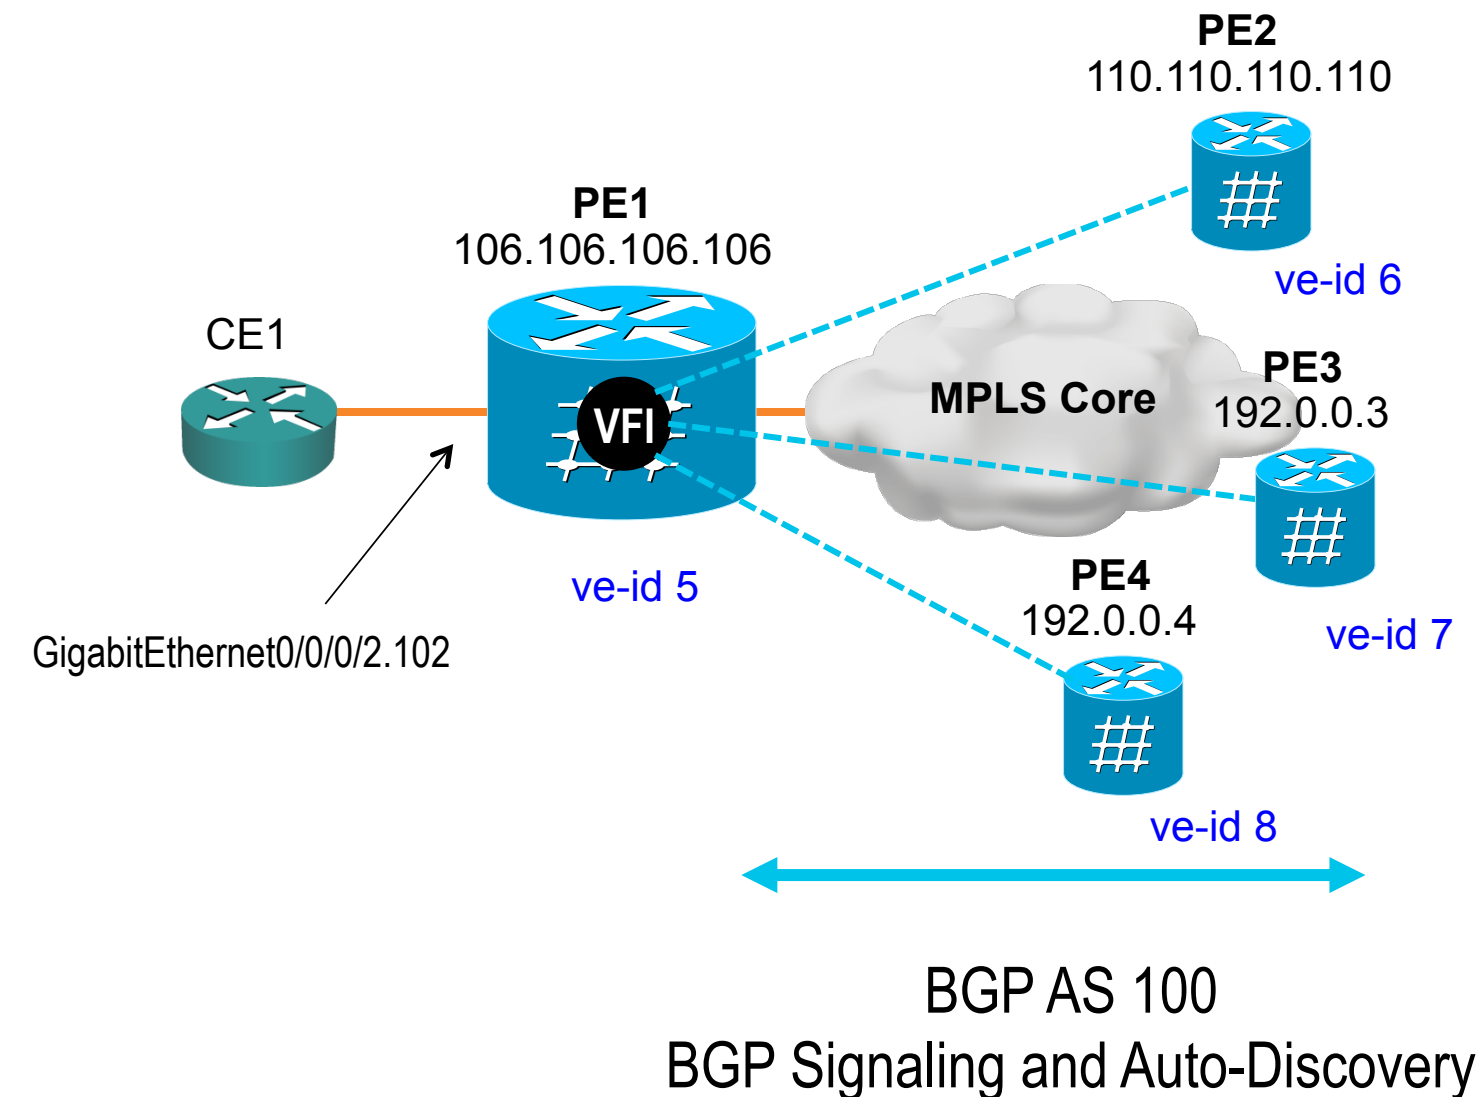 PE2
110.110.110.110
PE1
106.106.106.106
ve-id 6
CE1
PE3
MPLS Core
192.0.0.3
VFI
PE4
ve-id 5
192.0.0.4
ve-id 7
GigabitEthernet0/0/0/2.102
ve-id 8
BGP AS 100
BGP Signaling and Auto-Discovery